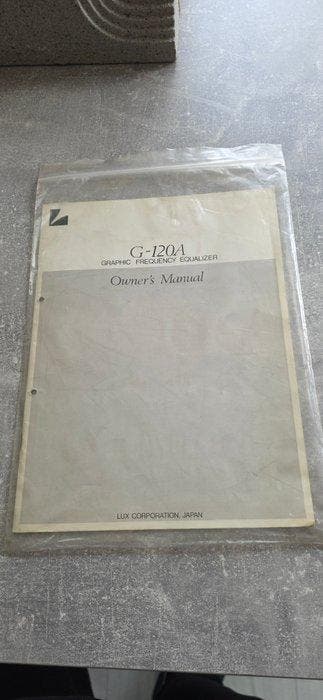 G-120A
GRAPHIC FREQUENCY EQUALIZER
Owner's Manual
LUX CORPORATION, JAPAN